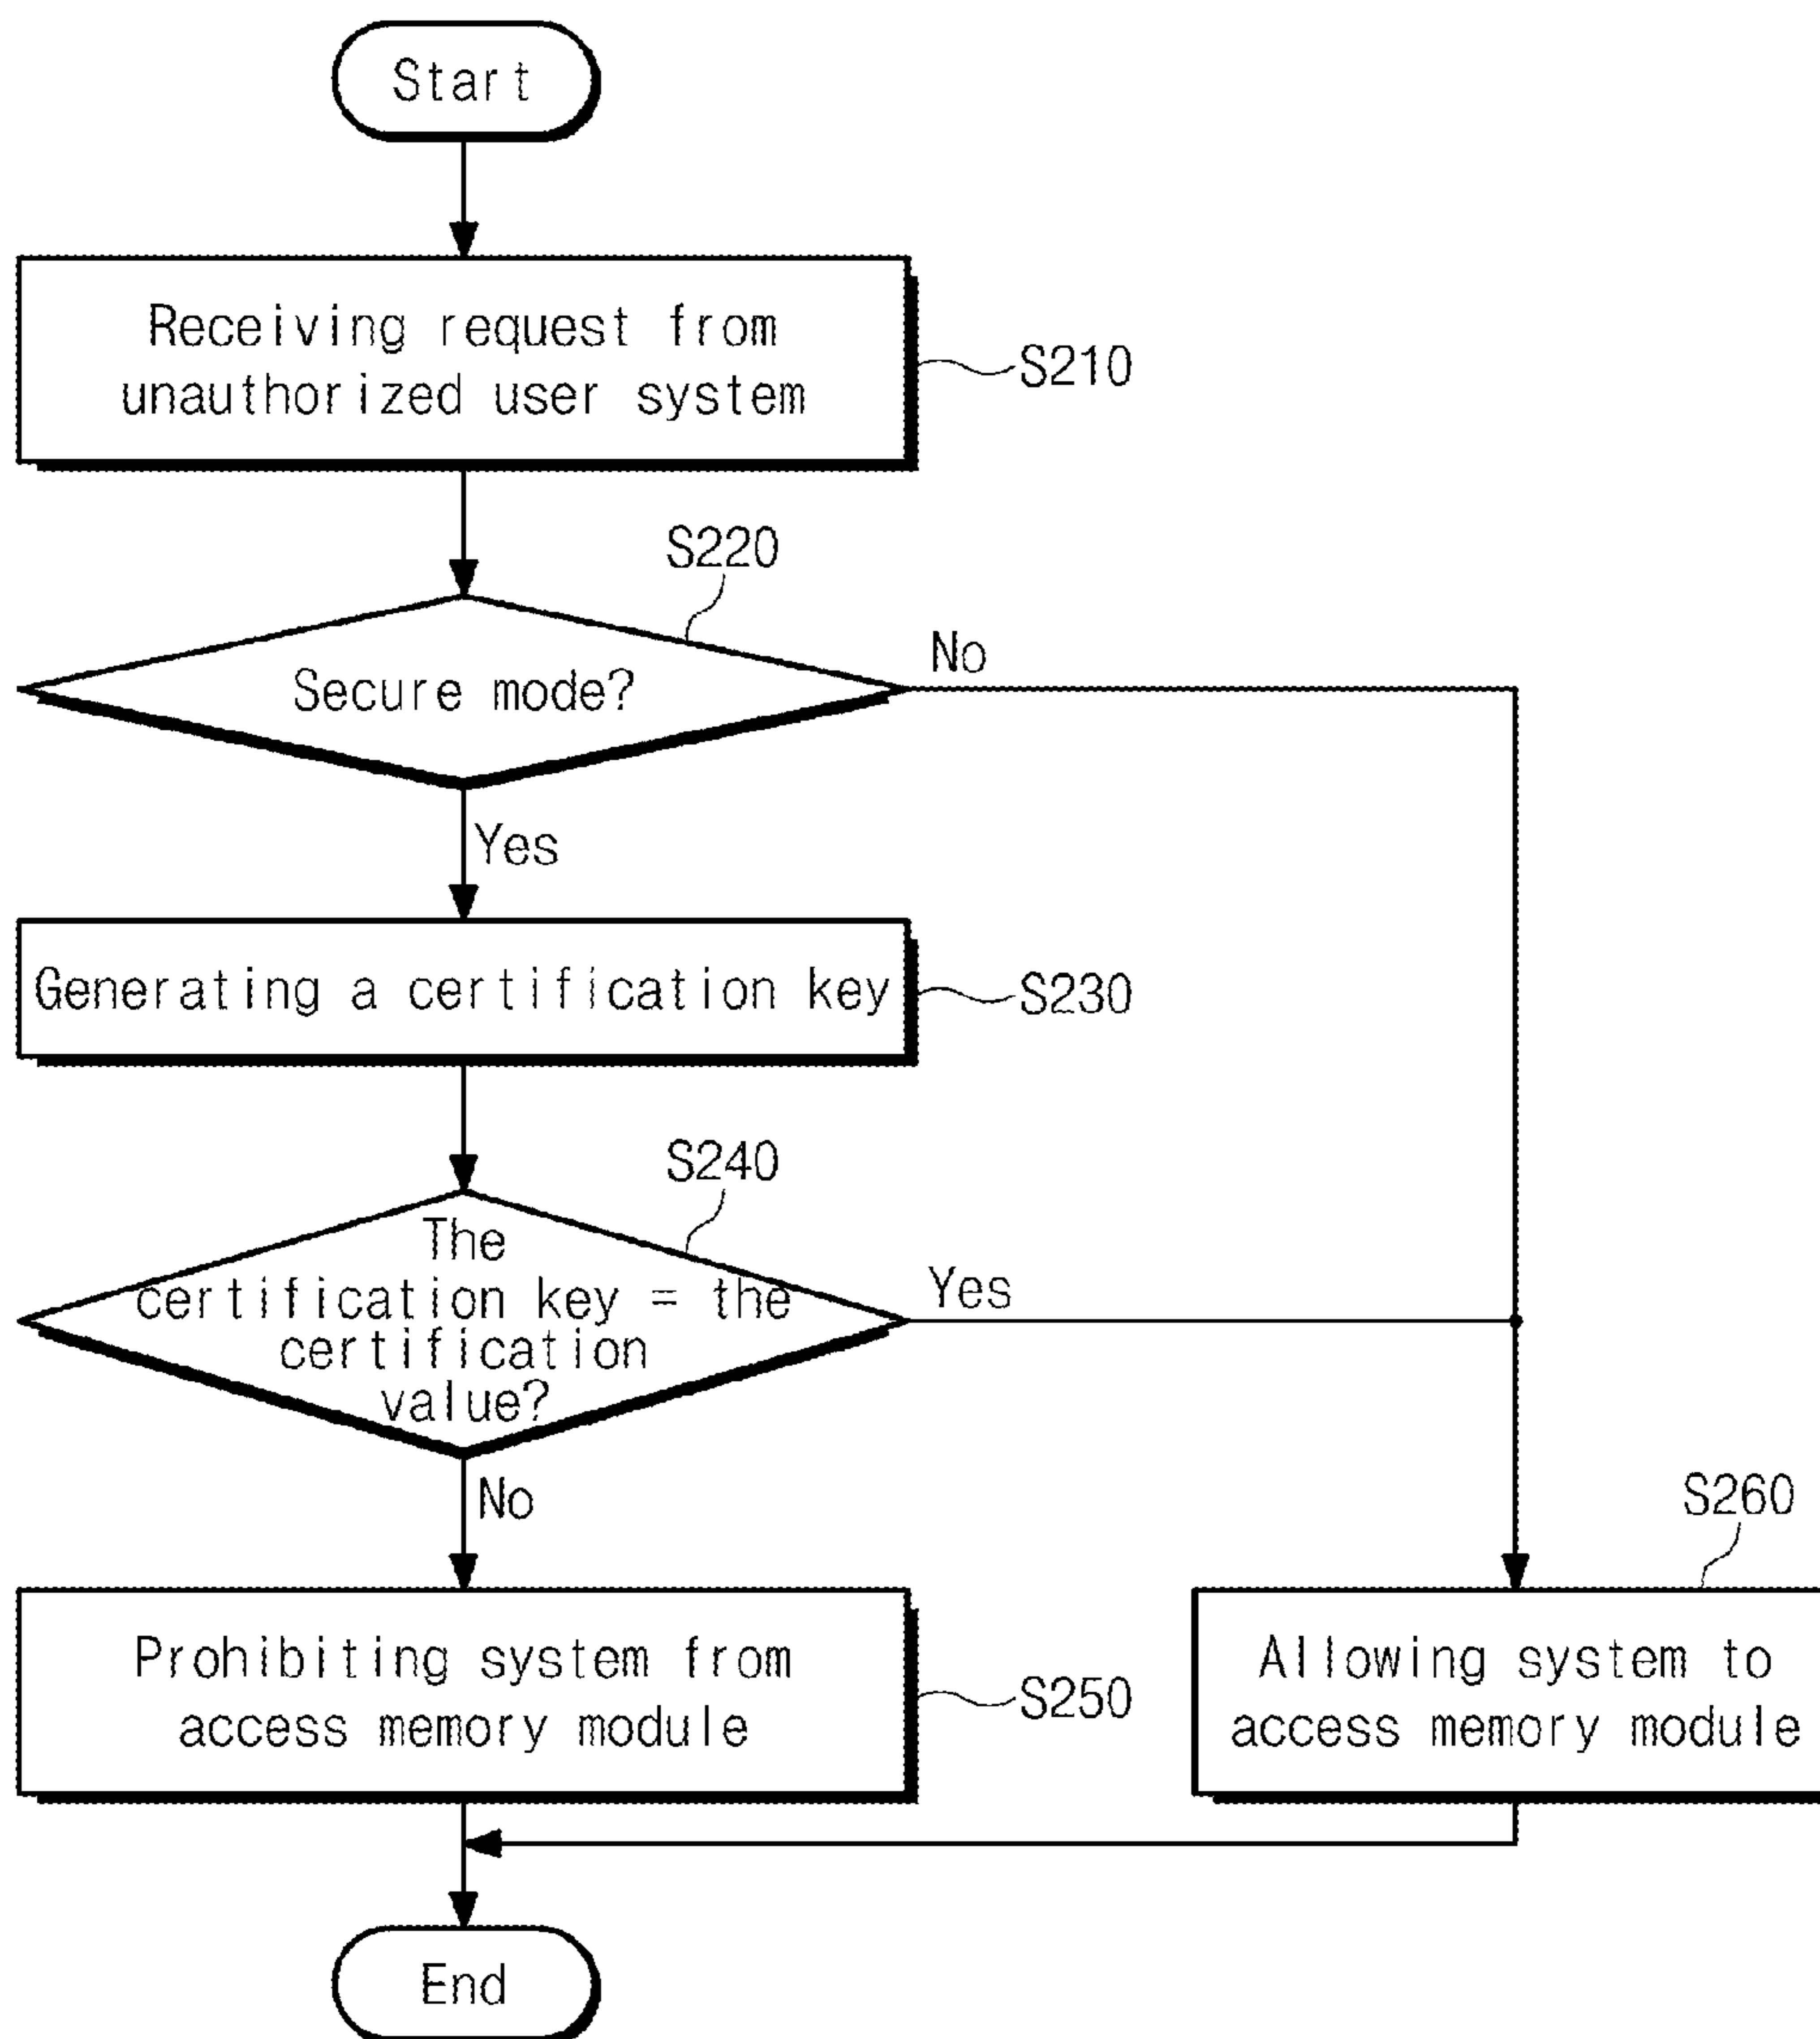 Start
Receiving request from
unauthorized user system
S210
S220
Secure mode?
No
Yes
Generating a certification key
S230
S240
The
certification key = the
certification
value?
Yes
No
S260
Prohibiting system from
access memory module
S250
Allowing system to
access memory module
End